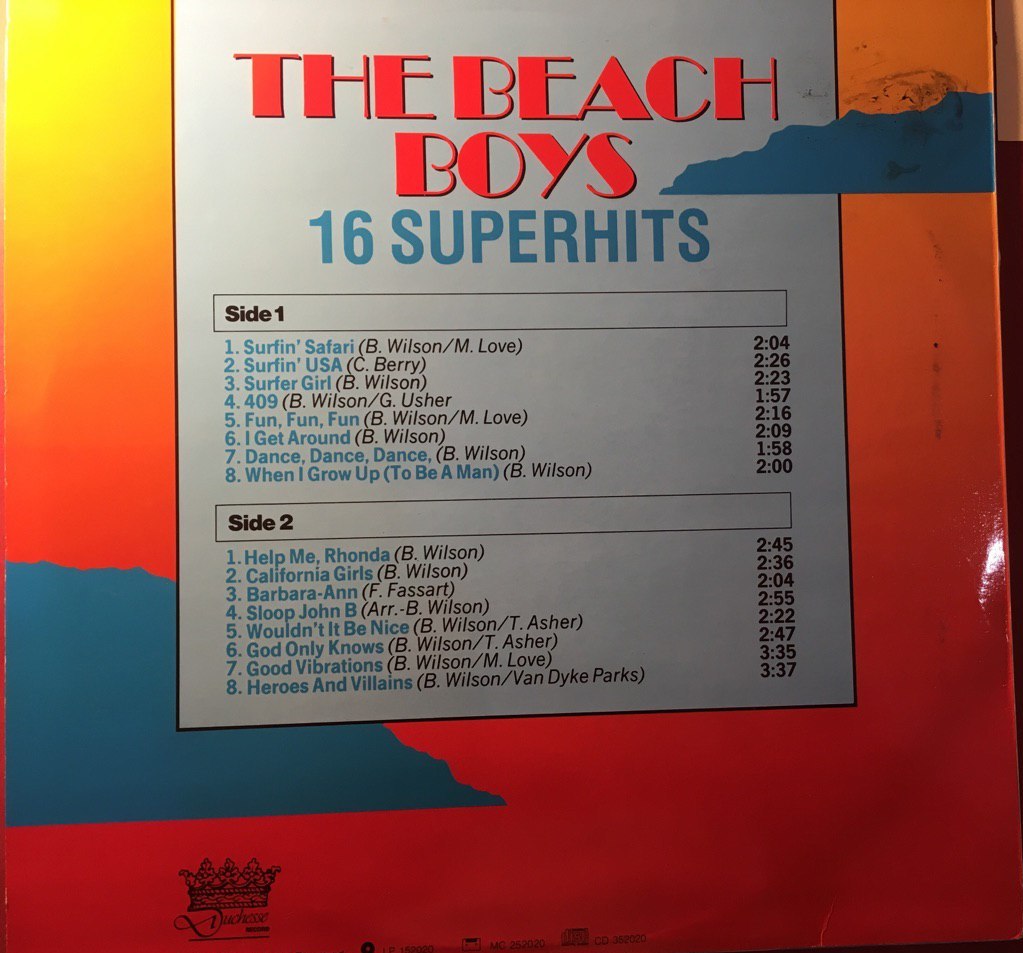 THE BEACH
BOYS
16 SUPERHITS
Side 1
1. Surfin' Safari (B. Wilson/M. Love) 2:04
2. Surfin' USA (C. Berry) 2:26
3. Surfer Girl (B. Wilson) 2:23
4. 409 (B. Wilson/G. Usher 1:57
5. Fun, Fun, Fun (B. Wilson/M. Love) 2:16
6. I Get Around (B. Wilson) 2:09
7. Dance, Dance, Dance, (B. Wilson) 1:58
8. When I Grow Up (To Be A Man) (B. Wilson) 2:00
Side 2
1. Help Me, Rhonda (B. Wilson) 2:45
2. California Girls (B. Wilson) 2:36
3. Barbara-Ann (F. Fassart) 2:04
4. Sloop John B (Arr.-B. Wilson) 2:55
5. Wouldn't It Be Nice (B. Wilson/T. Asher) 2:22
6. God Only Knows (B. Wilson/T. Asher) 2:47
7. Good Vibrations (B. Wilson/M. Love) 3:35
8. Heroes And Villains (B. Wilson/Van Dyke Parks) 3:37
Duchesse
RECORDS
LP 152020 MC 252020 CD 352020